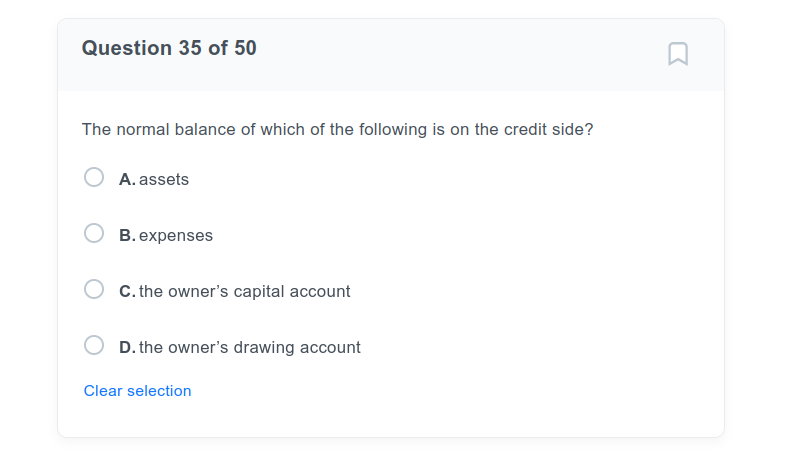 Question 35 of 50
The normal balance of which of the following is on the credit side?
A. assets
B. expenses
C. the owner’s capital account
D. the owner’s drawing account
Clear selection